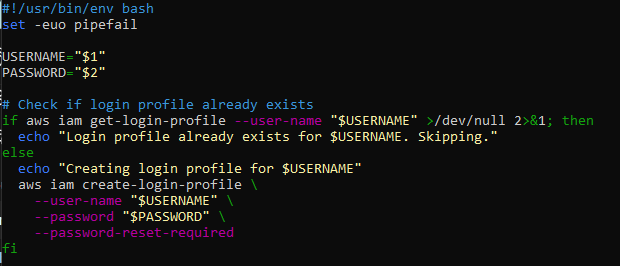 #!/usr/bin/env bash
set -euo pipefail

USERNAME="$1"
PASSWORD="$2"

# Check if login profile already exists
if aws iam get-login-profile --user-name "$USERNAME" >/dev/null 2>&1; then
  echo "Login profile already exists for $USERNAME. Skipping."
else
  echo "Creating login profile for $USERNAME"
  aws iam create-login-profile \
    --user-name "$USERNAME" \
    --password "$PASSWORD" \
    --password-reset-required
fi